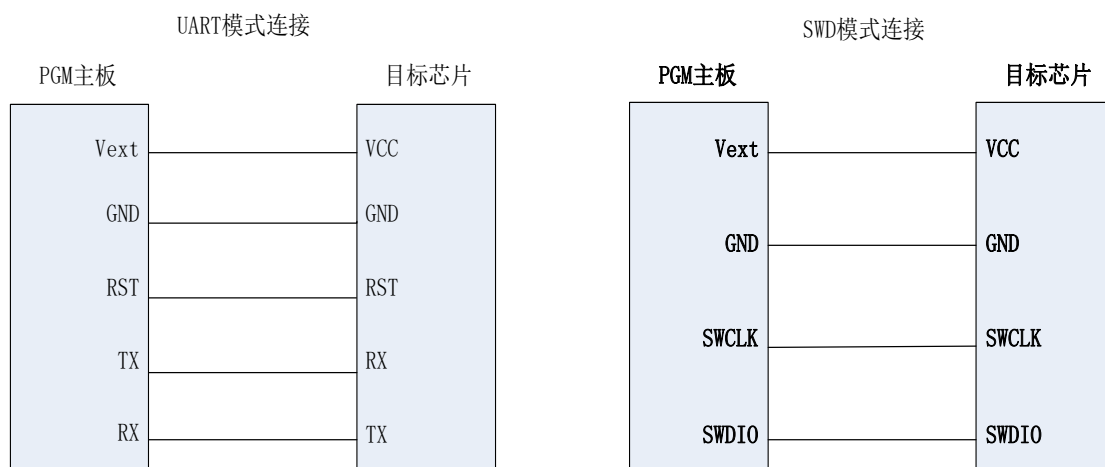 UART模式连接
PGM主板
目标芯片
Vext
VCC
GND
GND
RST
RST
TX
RX
RX
TX
SWD模式连接
PGM主板
目标芯片
Vext
VCC
GND
GND
SWCLK
SWCLK
SWDIO
SWDIO